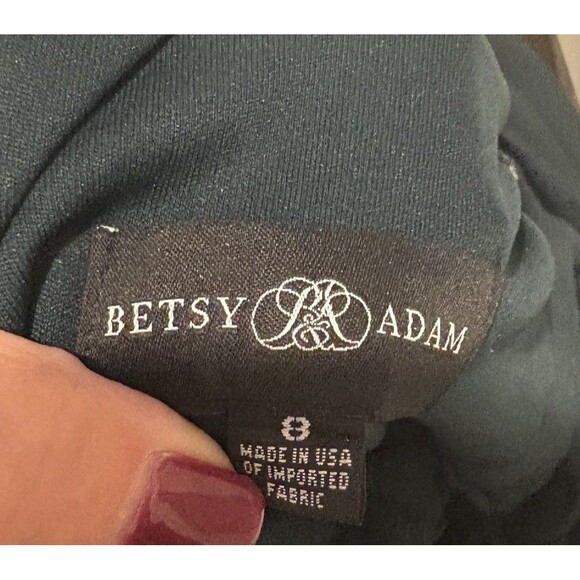 BETSY B&A ADAM
8
MADE IN USA
OF IMPORTED
FABRIC